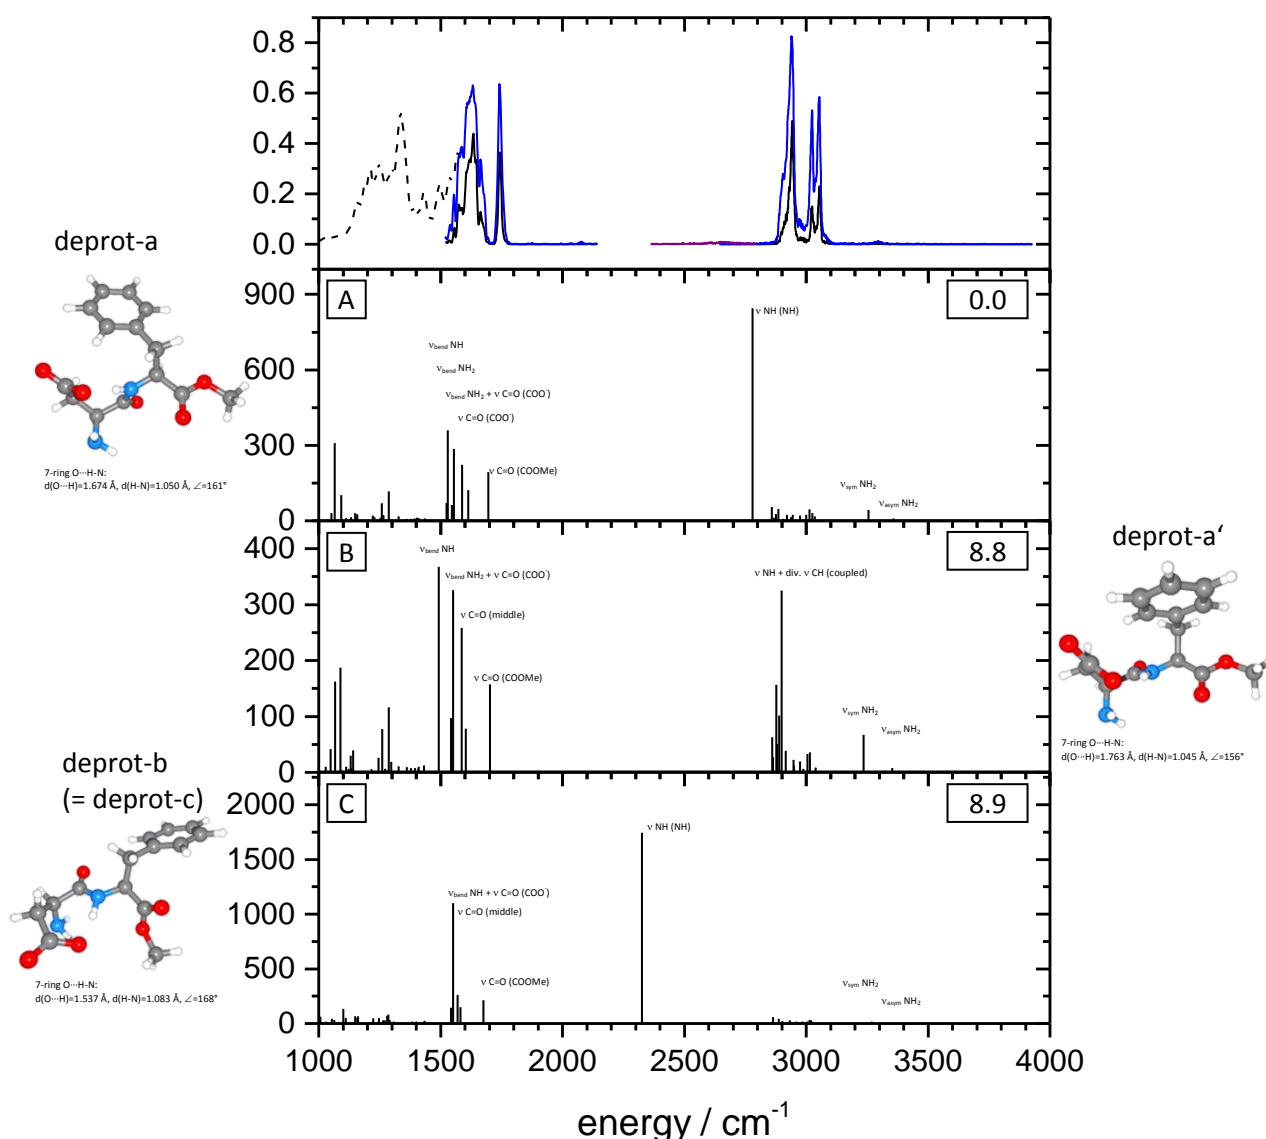 0.8
0.6
0.4
0.2
0.0
deprot-a
7-ring O···H-N:
d(O···H)=1.674 Å, d(H-N)=1.050 Å, ∠=161°
A
0.0
900
600
300
0
ν NH (NH)
νbend NH
νbend NH2
νbend NH2 + ν C=O (COO-)
ν C=O (COO-)
ν C=O (COOMe)
νsym NH2
νasym NH2
B
8.8
400
300
200
100
0
νbend NH
νbend NH2 + ν C=O (COO-)
ν C=O (middle)
ν C=O (COOMe)
ν NH + div. ν CH (coupled)
νsym NH2
νasym NH2
deprot-a‘
7-ring O···H-N:
d(O···H)=1.763 Å, d(H-N)=1.045 Å, ∠=156°
deprot-b
(= deprot-c)
7-ring O···H-N:
d(O···H)=1.537 Å, d(H-N)=1.083 Å, ∠=168°
C
8.9
2000
1500
1000
500
0
ν NH (NH)
νbend NH + ν C=O (COO-)
ν C=O (middle)
ν C=O (COOMe)
νsym NH2
νasym NH2
1000 1500 2000 2500 3000 3500 4000
energy / cm-1